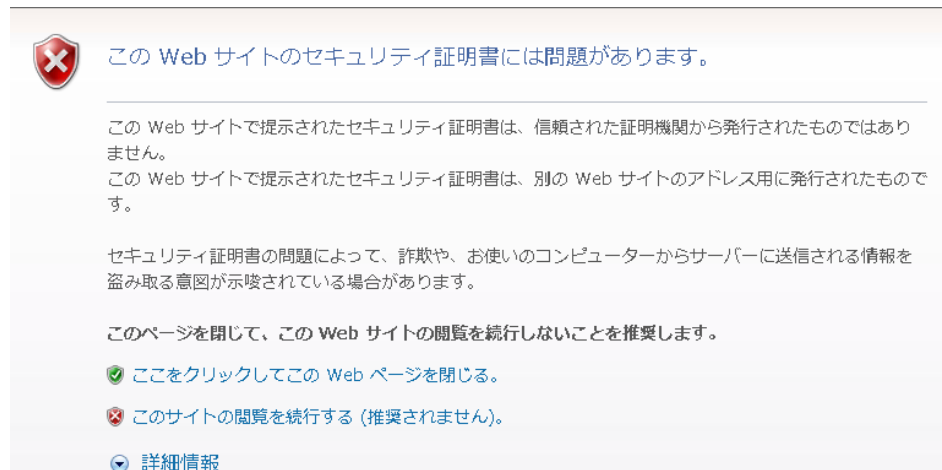 この Web サイトのセキュリティ証明書には問題があります。
この Web サイトで提示されたセキュリティ証明書は、信頼された証明機関から発行されたものではあり
ません。
この Web サイトで提示されたセキュリティ証明書は、別の Web サイトのアドレス用に発行されたもので
す。
セキュリティ証明書の問題によって、詐欺や、お使いのコンピューターからサーバーに送信される情報を
盗み取る意図が示唆されている場合があります。
このページを閉じて、この Web サイトの閲覧を続行しないことを推奨します。
ここをクリックしてこの Web ページを閉じる。
このサイトの閲覧を続行する (推奨されません)。
詳細情報